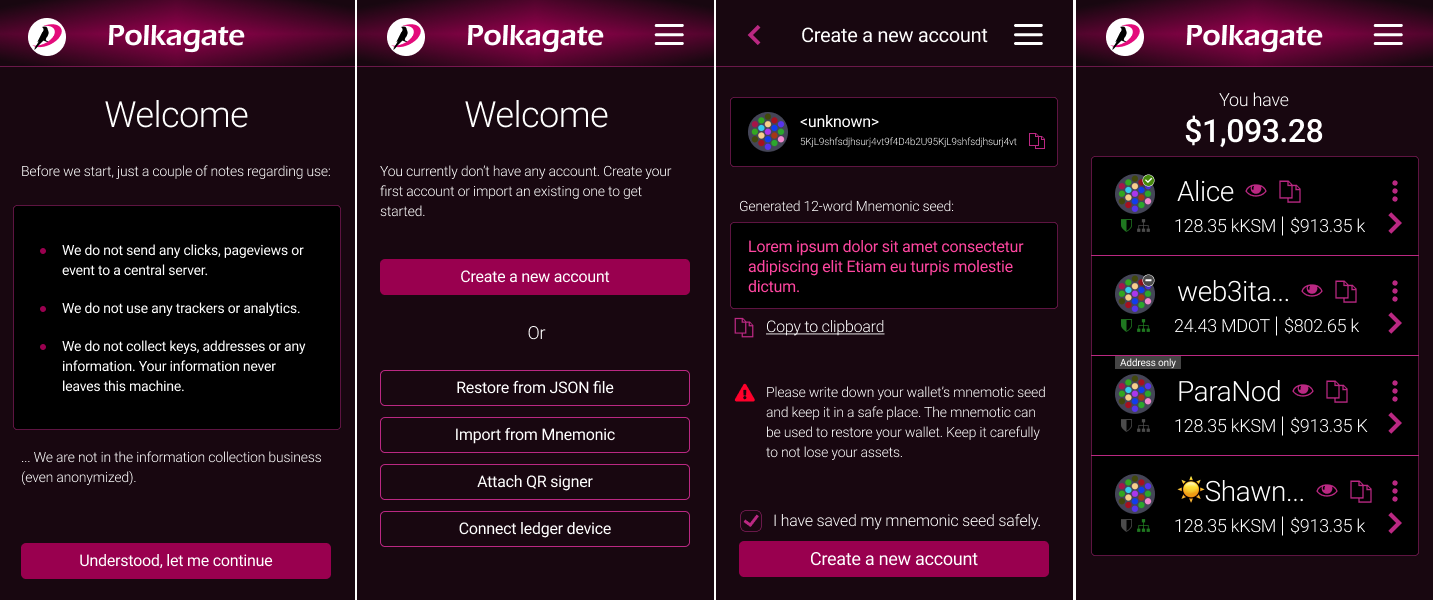 Polkagate
Welcome
Before we start, just a couple of notes regarding use:
We do not send any clicks, pageviews or
event to a central server.
We do not use any trackers or analytics.
We do not collect keys, addresses or any
information. Your information never
leaves this machine.
... We are not in the information collection business
(even anonymized).
Understood, let me continue
Polkagate
Welcome
You currently don't have any account. Create your
first account or import an existing one to get
started.
Create a new account
Or
Restore from JSON file
Import from Mnemonic
Attach QR signer
Connect ledger device
Create a new account
<unknown>
5KjL9shfsdjhsurj4vt9f4D4b2U95KjL9shfsdjhsurj4vt
Generated 12-word Mnemonic seed:
Lorem ipsum dolor sit amet consectetur
adipiscing elit Etiam eu turpis molestie
dictum.
Copy to clipboard
Please write down your wallet's mnemotic seed
and keep it in a safe place. The mnemotic can
be used to restore your wallet. Keep it carefully
to not lose your assets.
I have saved my mnemonic seed safely.
Create a new account
Polkagate
You have
$1,093.28
Alice
128.35 kKSM | $913.35 k
web3ita...
24.43 MDOT | $802.65 k
Address only
ParaNod
128.35 kKSM | $913.35 K
Shawn...
128.35 kKSM | $913.35 k